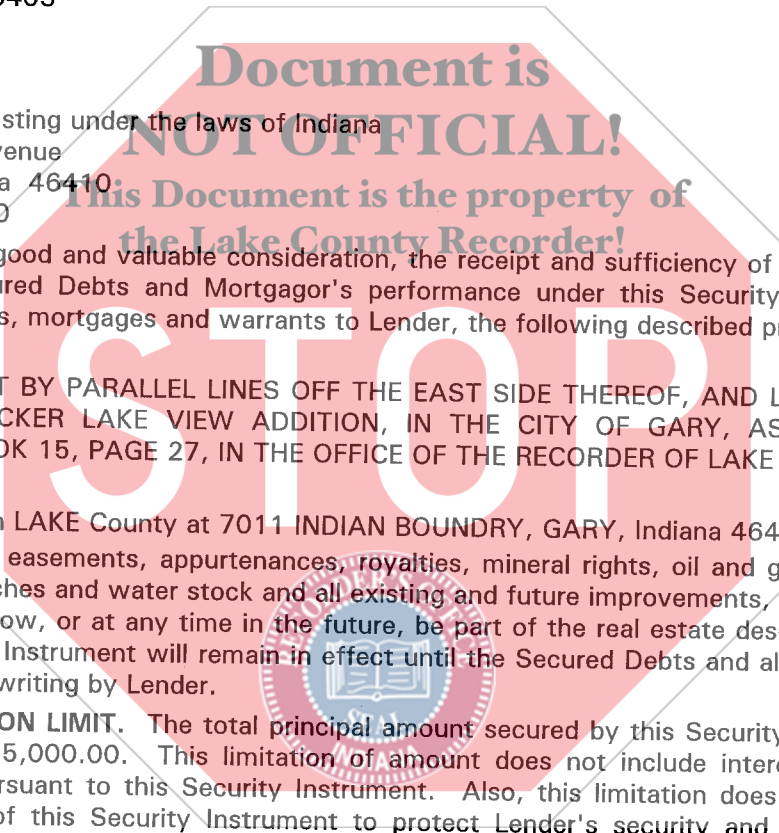 sting under the laws of Indiana
venue
a 46410
good and valuable consideration, the receipt and sufficiency of
ured Debts and Mortgagor's performance under this Security
s, mortgages and warrants to Lender, the following described pr
T BY PARALLEL LINES OFF THE EAST SIDE THEREOF, AND L
CKER LAKE VIEW ADDITION, IN THE CITY OF GARY, AS
OK 15, PAGE 27, IN THE OFFICE OF THE RECORDER OF LAKE
n LAKE County at 7011 INDIAN BOUNDRY, GARY, Indiana 464
easements, appurtenances, royalties, mineral rights, oil and g
ches and water stock and all existing and future improvements,
ow, or at any time in the future, be part of the real estate des
Instrument will remain in effect until the Secured Debts and al
writing by Lender.
ON LIMIT. The total principal amount secured by this Security
5,000.00. This limitation of amount does not include intere
rsuant to this Security Instrument. Also, this limitation does
of this Security Instrument to protect Lender's security and
Document is
NOT OFFICIAL!
This Document is the property of
the Lake County Recorder!
STOP
SEAL
INDIANA